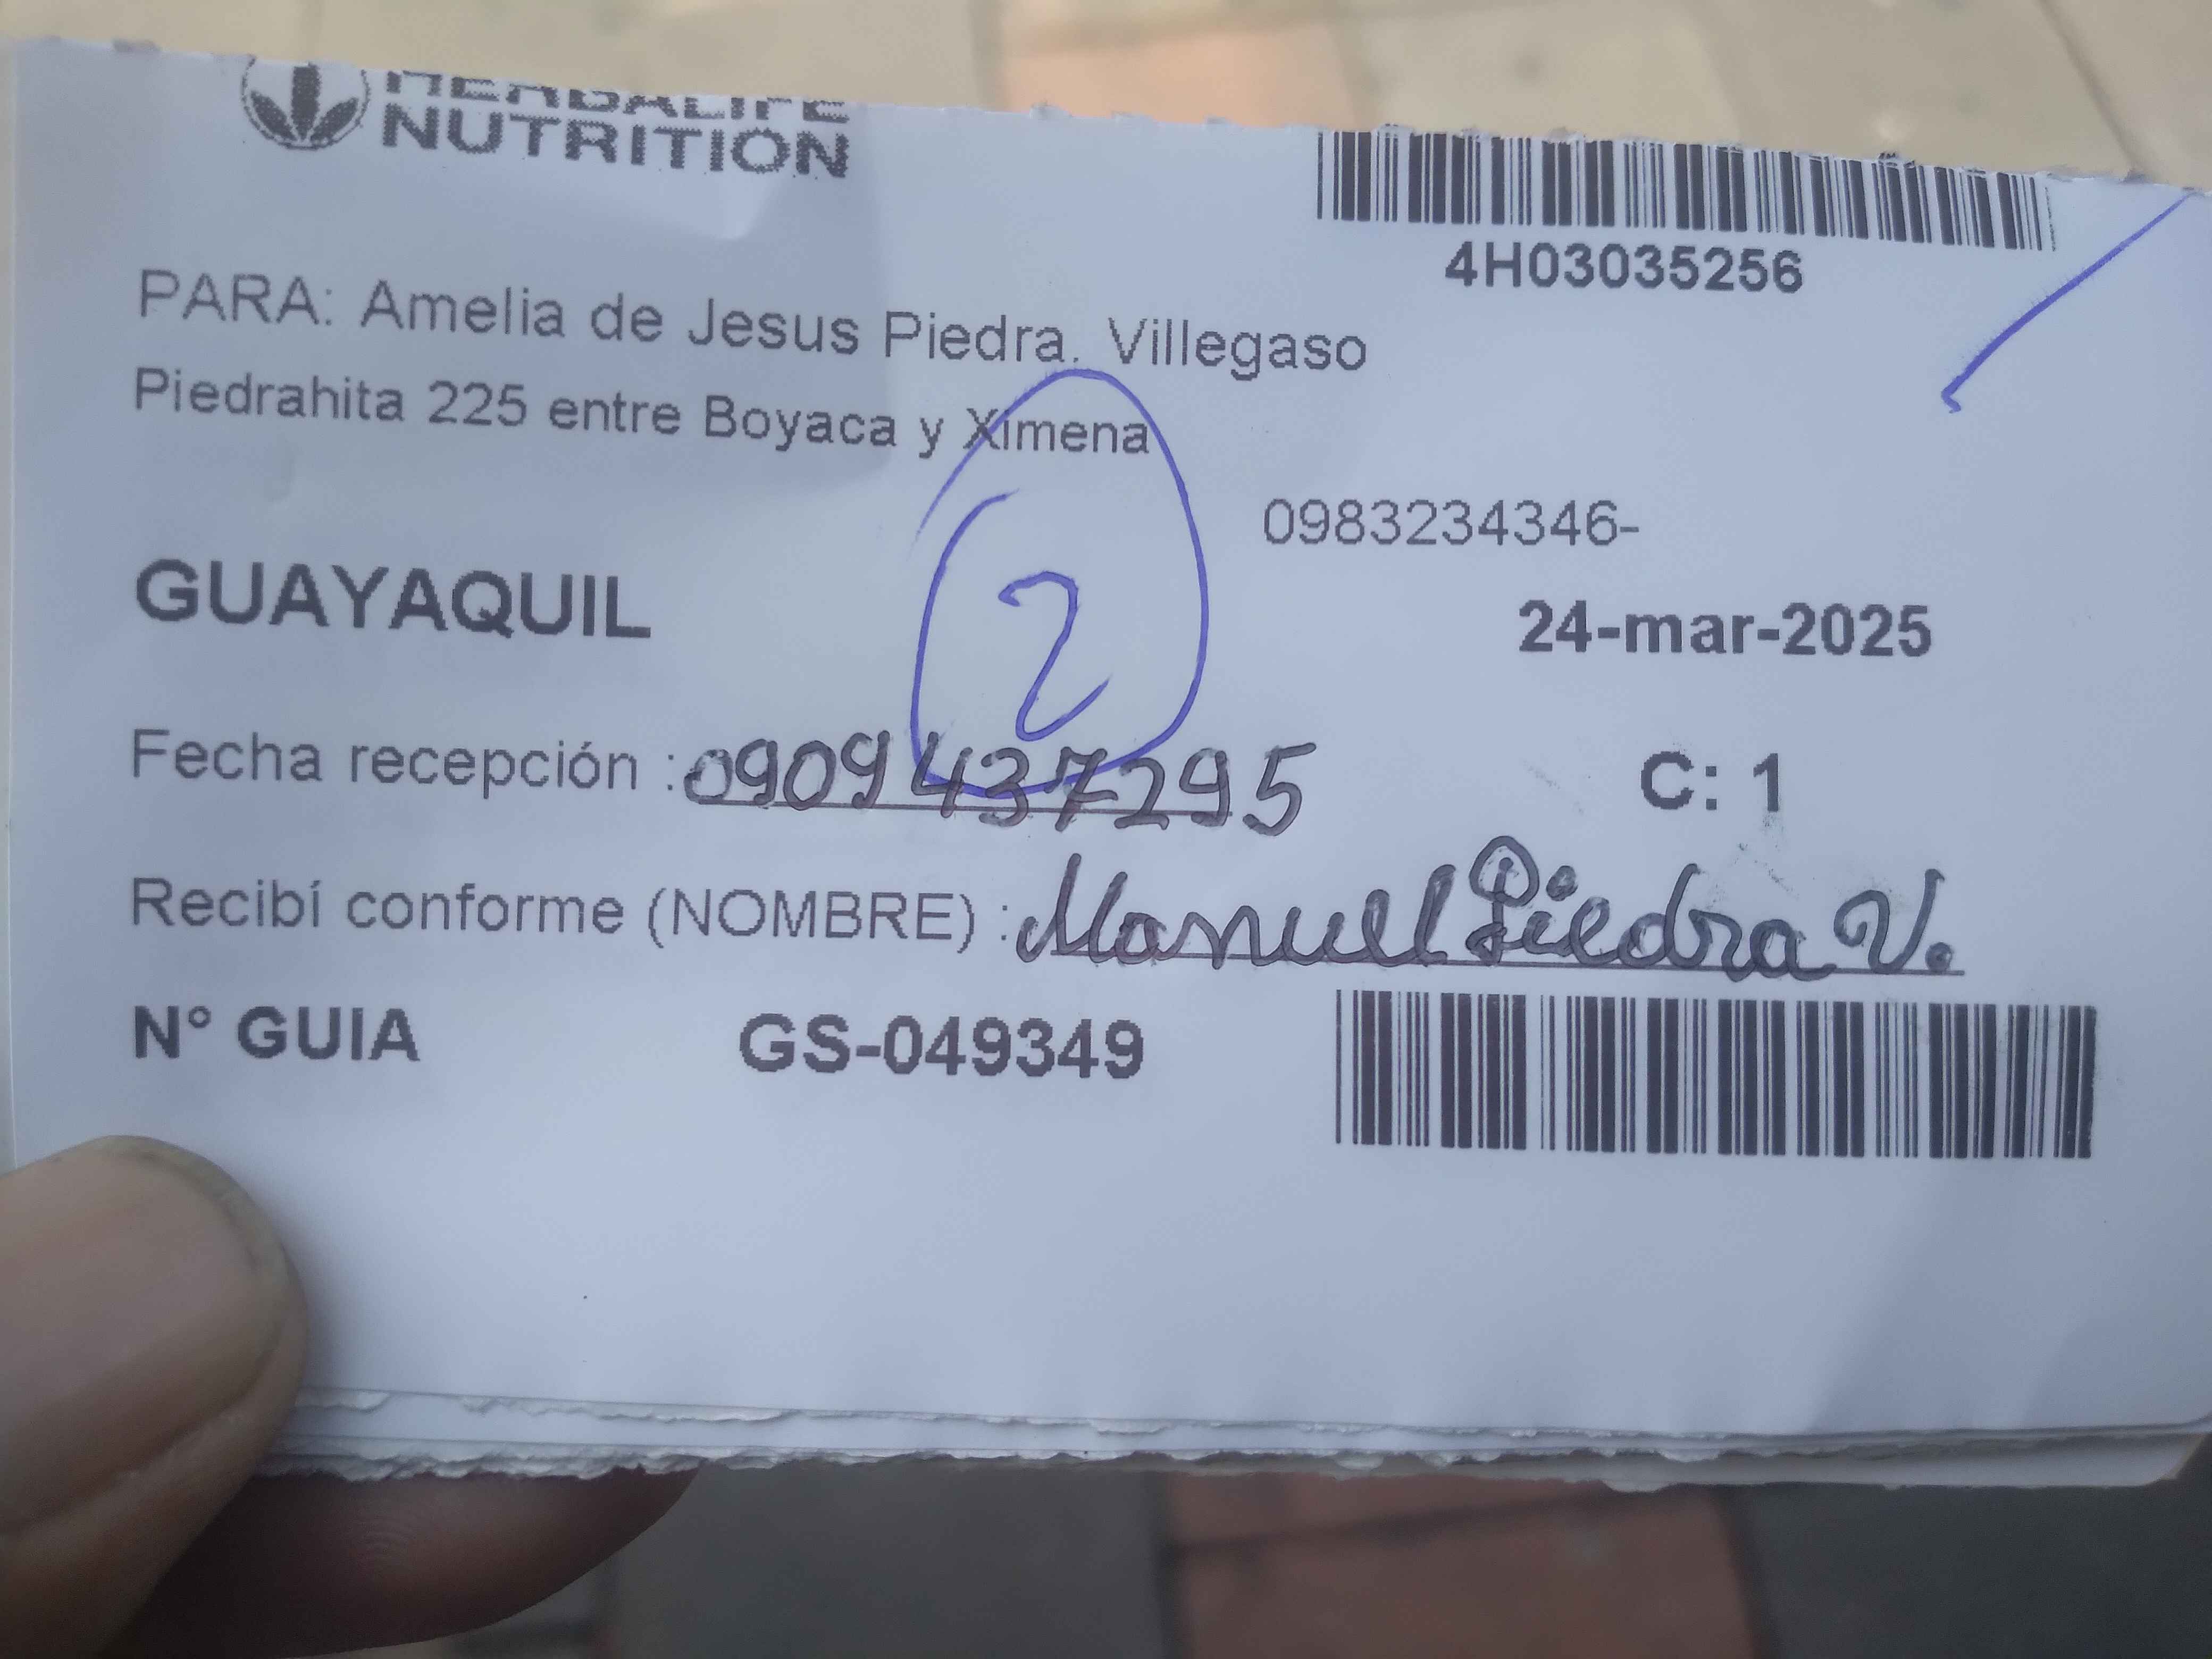 HERBALIFE
NUTRITION
4H03035256
PARA: Amelia de Jesus Piedra. Villegaso
Piedrahita 225 entre Boyaca y Ximena
0983234346-
GUAYAQUIL
2
24-mar-2025
Fecha recepción :0909437295
C: 1
Recibí conforme (NOMBRE) :Manuel Piedra V.
N° GUIA GS-049349